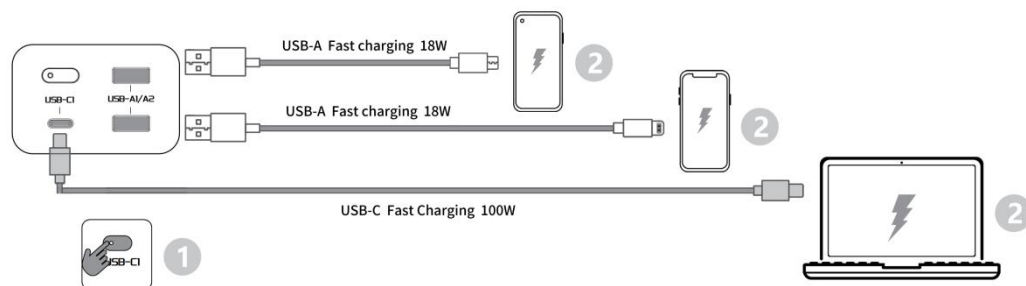 USB-A Fast charging 18W
2
USB-C1
USB-A1/A2
USB-A Fast charging 18W
2
USB-C Fast Charging 100W
2
USB-C1
1